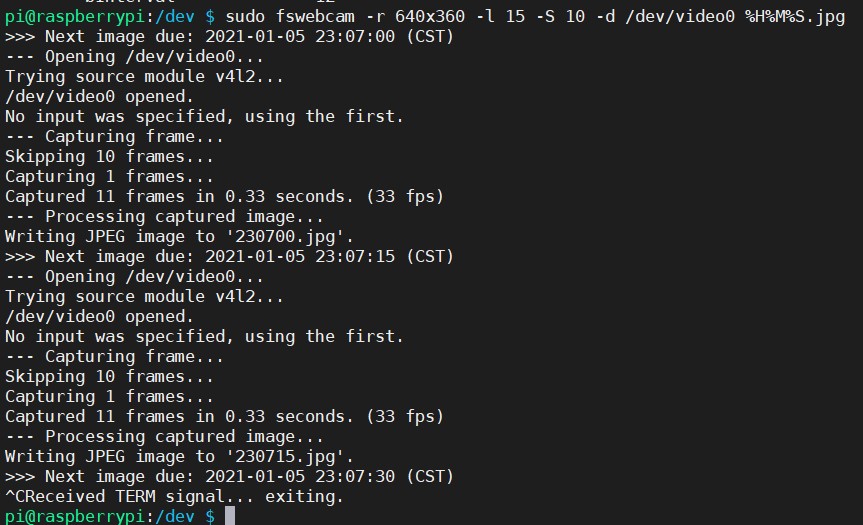 pi@raspberrypi:/dev $ sudo fswebcam -r 640x360 -l 15 -S 10 -d /dev/video0 %H%M%S.jpg
>>> Next image due: 2021-01-05 23:07:00 (CST)
--- Opening /dev/video0...
Trying source module v4l2...
/dev/video0 opened.
No input was specified, using the first.
--- Capturing frame...
Skipping 10 frames...
Capturing 1 frames...
Captured 11 frames in 0.33 seconds. (33 fps)
--- Processing captured image...
Writing JPEG image to '230700.jpg'.
>>> Next image due: 2021-01-05 23:07:15 (CST)
--- Opening /dev/video0...
Trying source module v4l2...
/dev/video0 opened.
No input was specified, using the first.
--- Capturing frame...
Skipping 10 frames...
Capturing 1 frames...
Captured 11 frames in 0.33 seconds. (33 fps)
--- Processing captured image...
Writing JPEG image to '230715.jpg'.
>>> Next image due: 2021-01-05 23:07:30 (CST)
^CReceived TERM signal... exiting.
pi@raspberrypi:/dev $